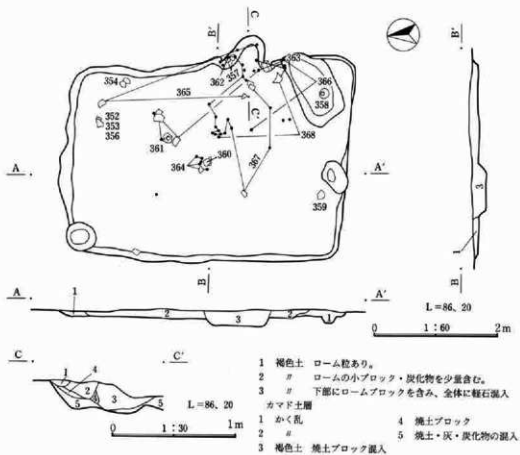 B'
C
B'
354
362
357
363
366
358
365
352
353
356
C'
361
368
364
360
367
359
A
A'
3
1
B
B
A
A'
1
2
3
2
1
L=86、20
0 1:60 2m
C
C'
1
4
2
3
5
5
L=86、20
0 1:30 1m
1 褐色土 ローム粒あり。
2 〃 ロームの小ブロック・炭化物を少量含む。
3 〃 下部にロームブロックを含み、全体に軽石混入
カマド土層
1 かく乱
2 〃
3 褐色土 焼土ブロック混入
4 焼土ブロック
5 焼土・灰・炭化物の混入